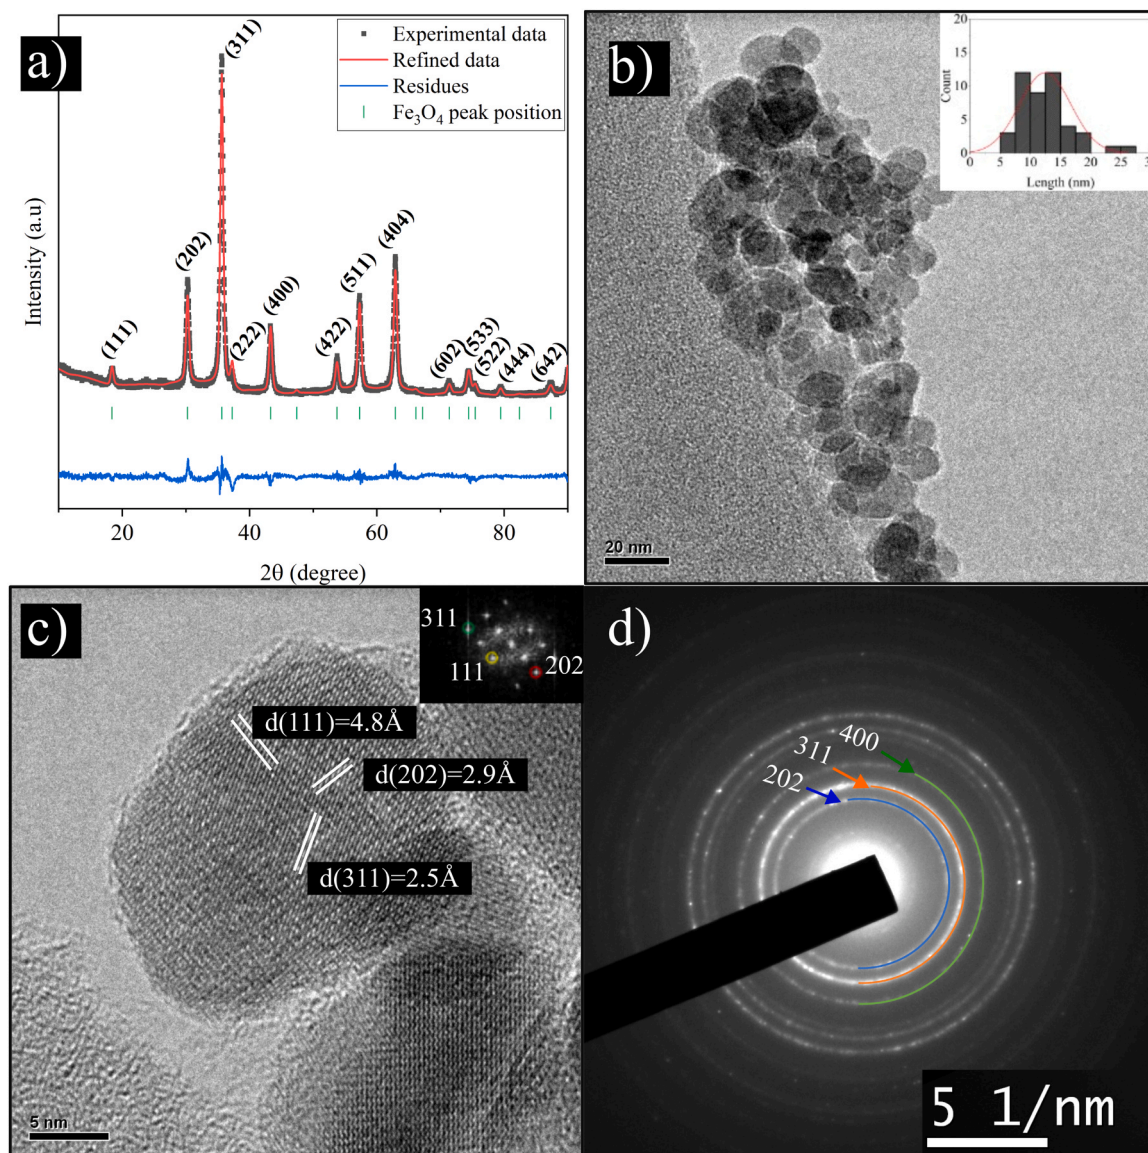 a)
Experimental data
Refined data
Residues
Fe₃O₄ peak position
(111)
(202)
(311)
(222)
(400)
(422)
(511)
(404)
(602)
(533)
(522)
(444)
(642)
Intensity (a.u)
20
40
60
80
2θ (degree)
b)
20
15
10
5
0
Count
0
5
10
15
20
25
30
Length (nm)
20 nm
c)
311
111
202
d(111)=4.8Å
d(202)=2.9Å
d(311)=2.5Å
5 nm
d)
400
311
202
5 1/nm